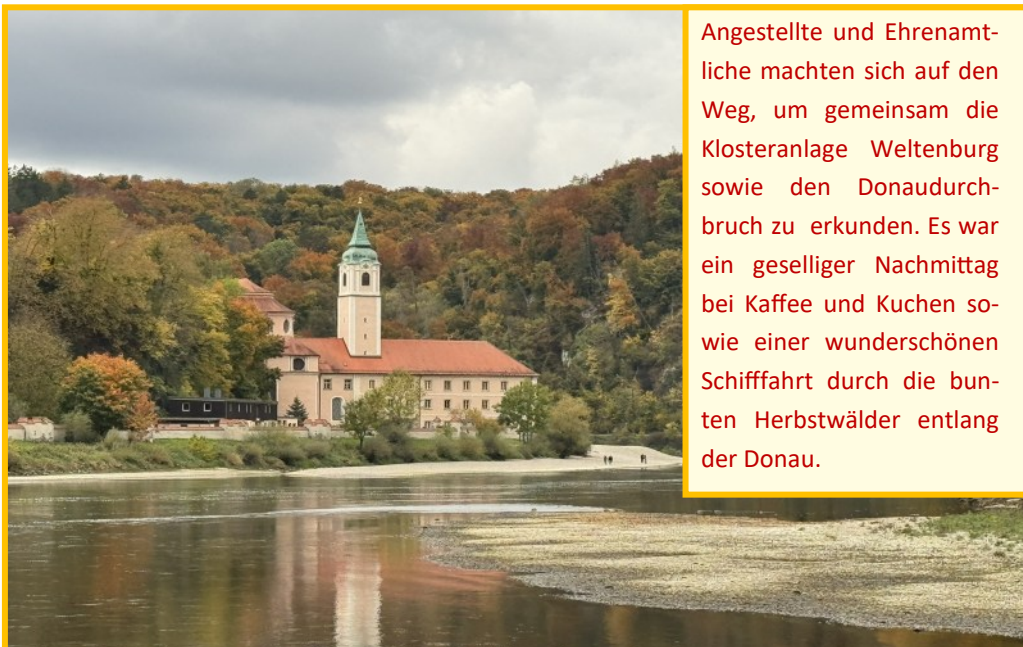 Angestellte und Ehrenamt-
liche machten sich auf den
Weg, um gemeinsam die
Klosteranlage Weltenburg
sowie den Donaudurch-
bruch zu  erkunden. Es war
ein geselliger Nachmittag
bei Kaffee und Kuchen so-
wie einer wunderschönen
Schifffahrt durch die bun-
ten Herbstwälder entlang
der Donau.